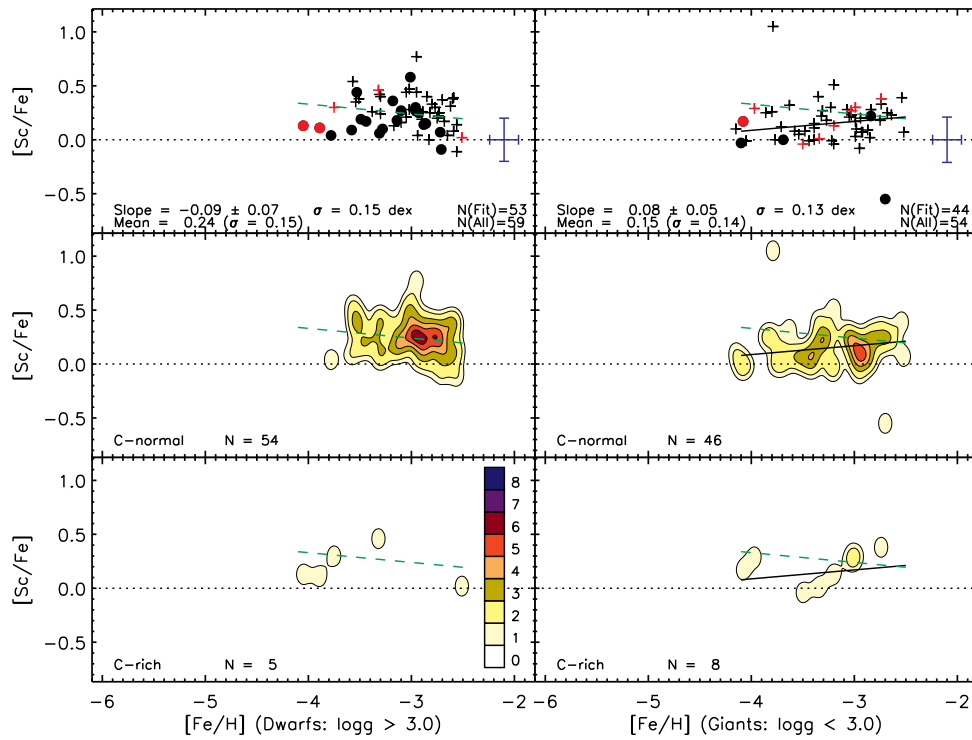 [Sc/Fe]
1.0
0.5
0.0
−0.5
Slope = −0.09 ± 0.07 σ = 0.15 dex N(Fit)=53
Mean = 0.24 (σ = 0.15) N(All)=59
Slope = 0.08 ± 0.05 σ = 0.13 dex N(Fit)=44
Mean = 0.15 (σ = 0.14) N(All)=54
[Sc/Fe]
1.0
0.5
0.0
−0.5
C−normal N = 54
C−normal N = 46
[Sc/Fe]
1.0
0.5
0.0
−0.5
C−rich N = 5
8
7
6
5
4
3
2
1
0
C−rich N = 8
−6 −5 −4 −3 −2
−6 −5 −4 −3 −2
[Fe/H] (Dwarfs: logg > 3.0)
[Fe/H] (Giants: logg < 3.0)